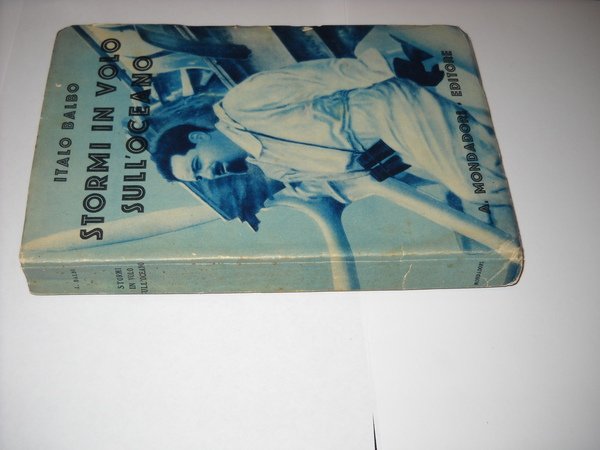 ITALO BALBO
STORMI IN VOLO
SULL'OCEANO
A. MONDADORI · EDITORE
STORMI
IN VOLO
SULL'OCEANO